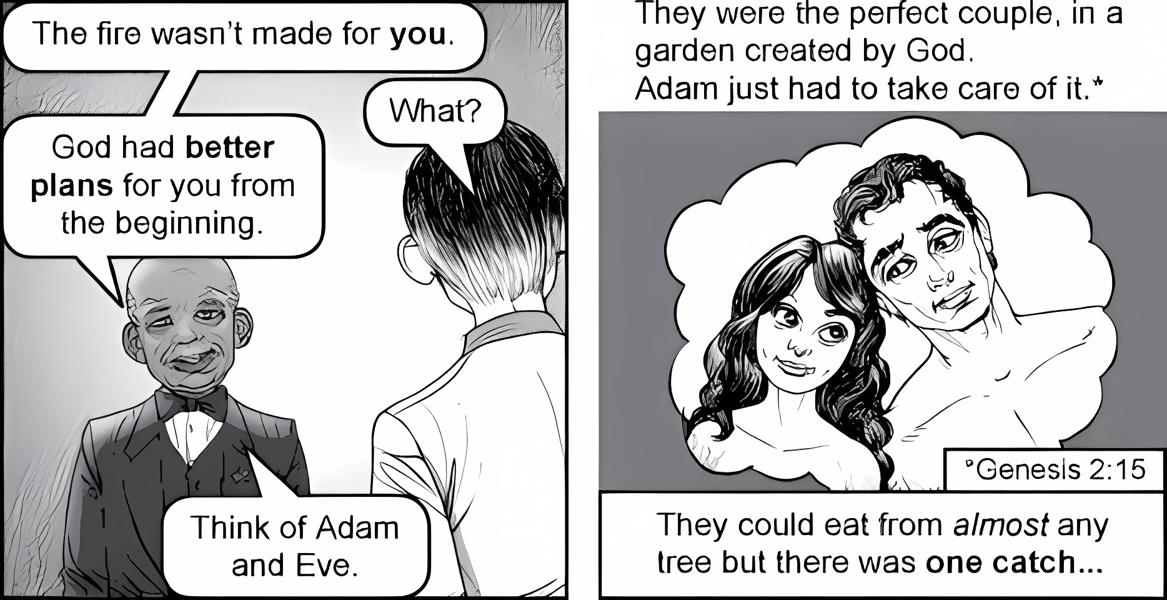 The fire wasn't made for you.
What?
God had better
plans for you from
the beginning.
Think of Adam
and Eve.
They were the perfect couple, in a
garden created by God.
Adam just had to take care of it.*
*Genesis 2:15
They could eat from almost any
tree but there was one catch...